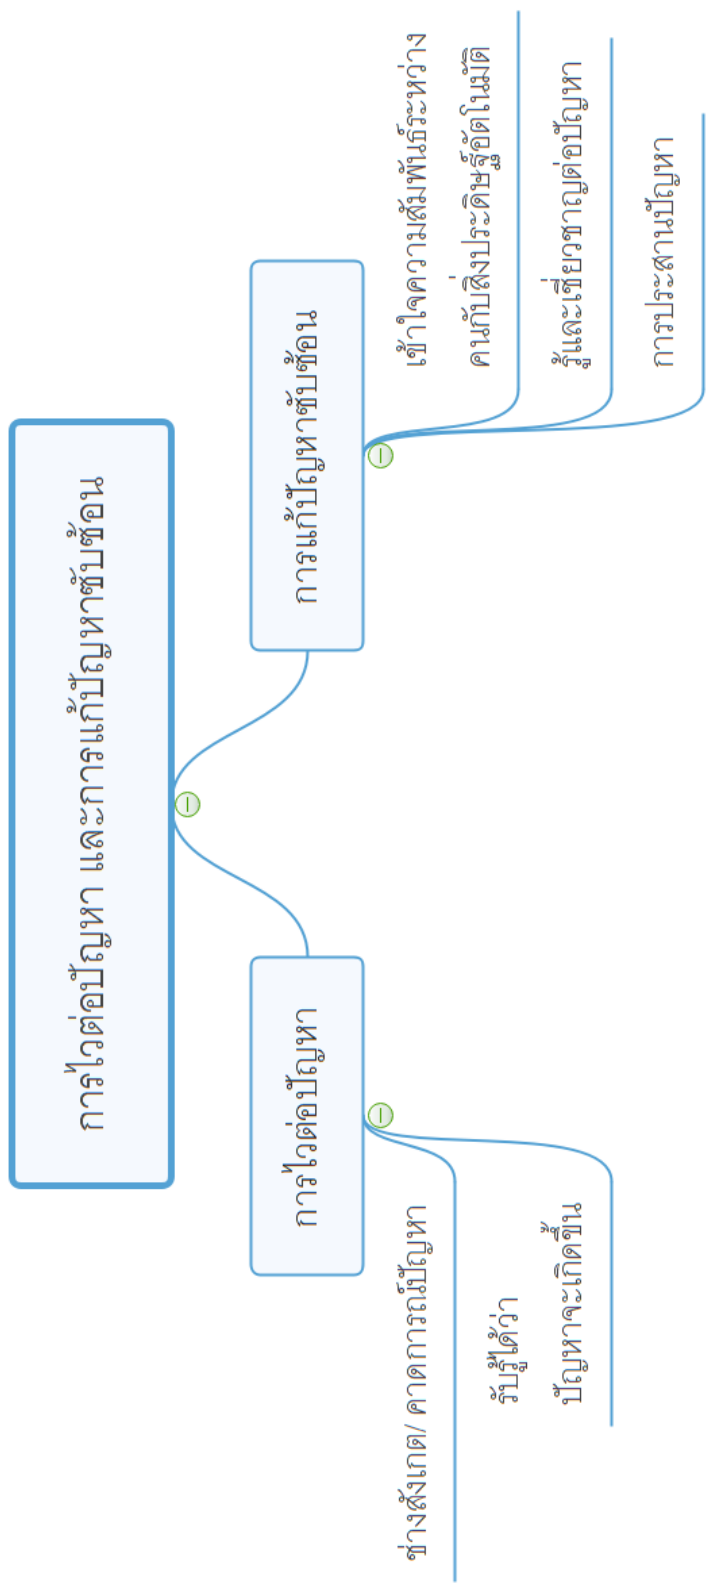 การไวต่อปัญหา และการแก้ปัญหาซับซ้อน
การไวต่อปัญหา
ช่างสังเกต/ คาดการณ์ปัญหา
รับรู้ได้ว่า
ปัญหาจะเกิดขึ้น
การแก้ปัญหาซับซ้อน
เข้าใจความสัมพันธ์ระหว่าง
คนกับสิ่งประดิษฐ์อัตโนมัติ
รู้และเชี่ยวชาญต่อปัญหา
การประสานปัญหา